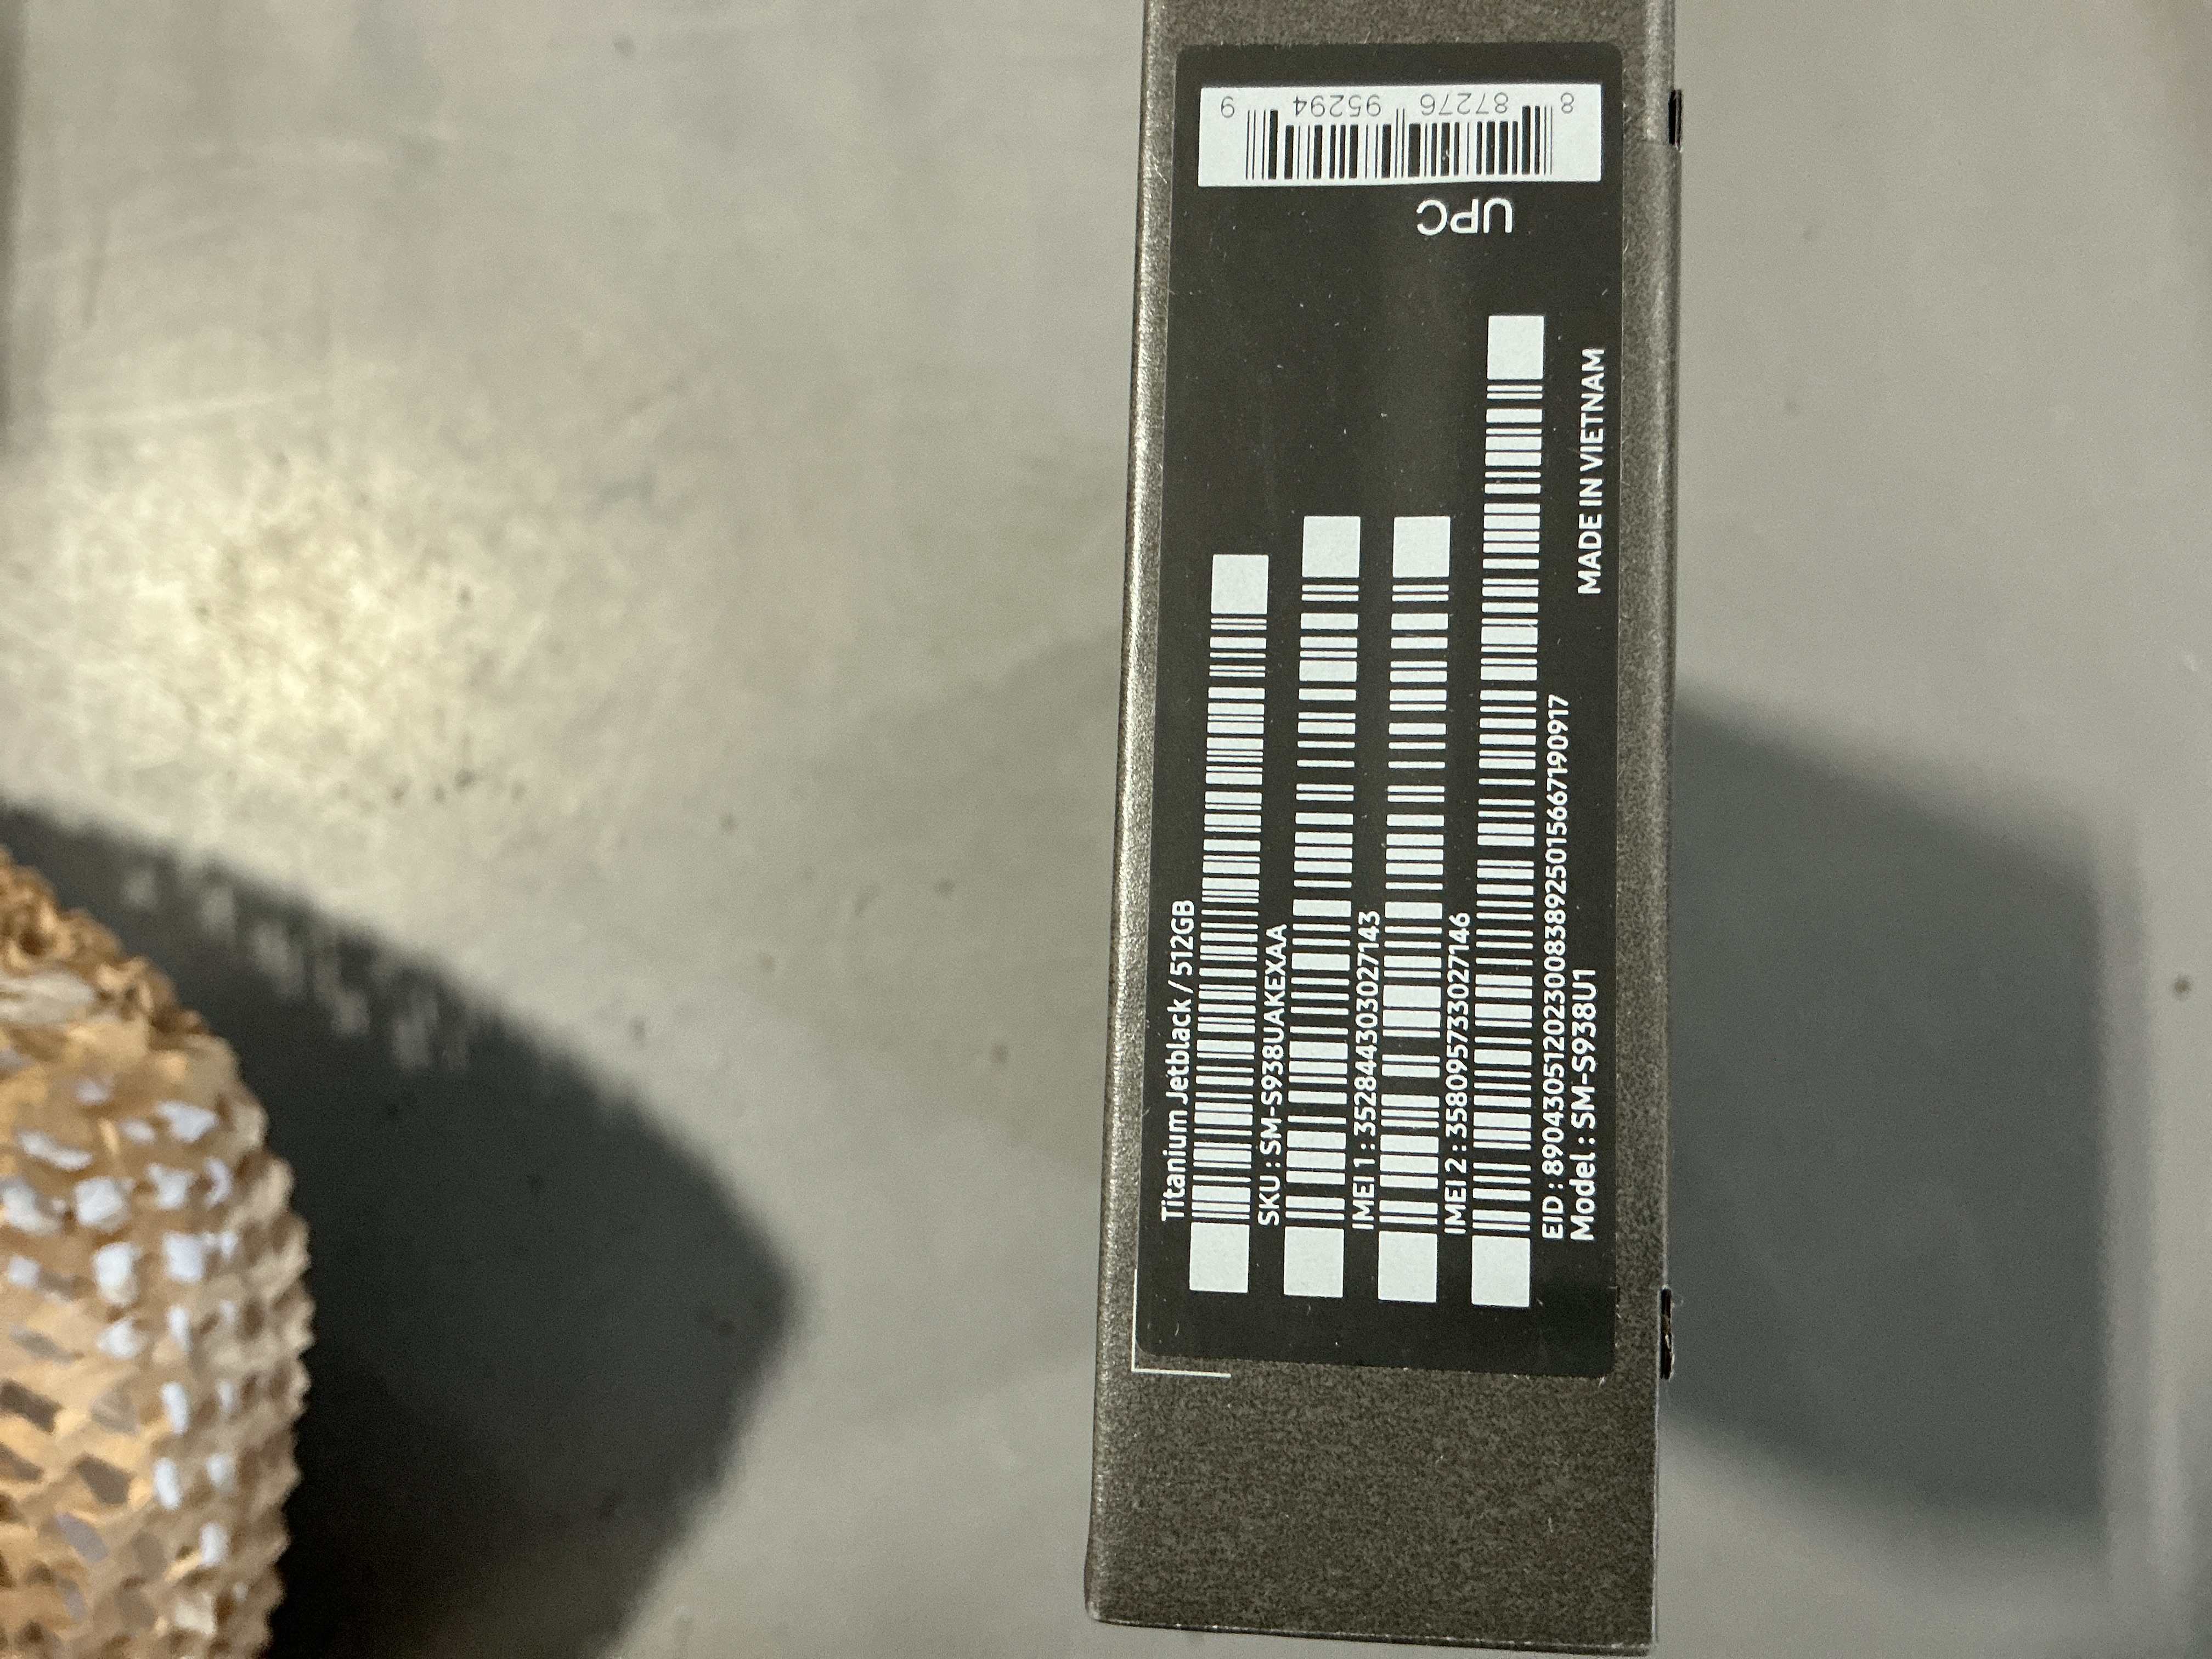 Titanium Jetblack / 512GB
SKU : SM-S938UAKEXAA
IMEI 1 : 352844303027143
IMEI 2 : 358095733027146
EID : 89043051202300838925015667190917
Model : SM-S938U1
MADE IN VIETNAM
UPC
8 87276 95294 9